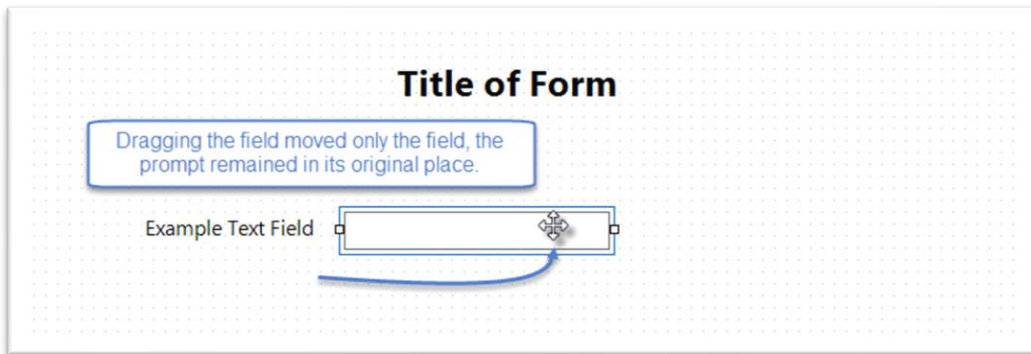 Title of Form
Dragging the field moved only the field, the
prompt remained in its original place.
Example Text Field